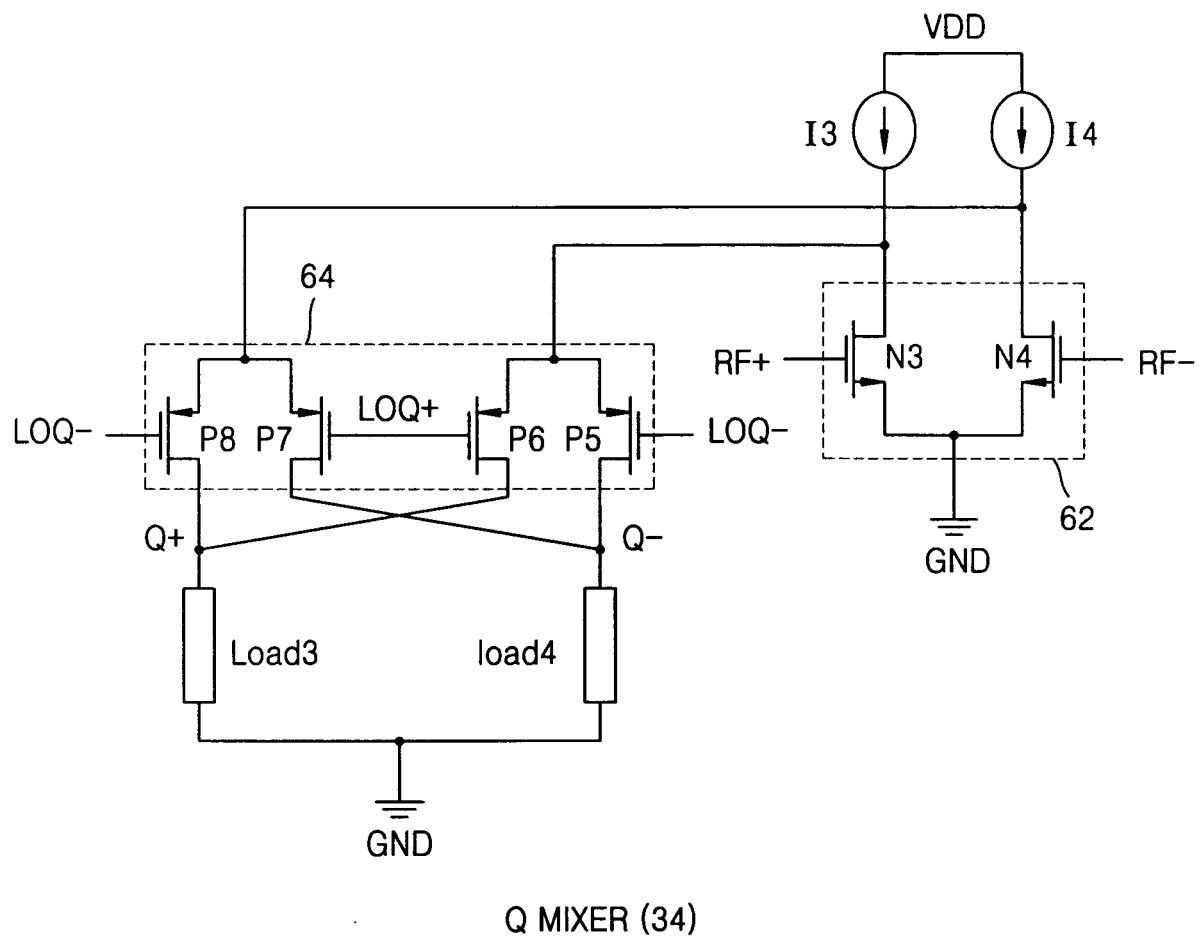 VDD
I3
I4
64
RF+
N3
N4
RF-
LOQ-
P8
P7
LOQ+
P6
P5
LOQ-
62
Q+
Q-
GND
Load3
load4
GND
Q MIXER (34)